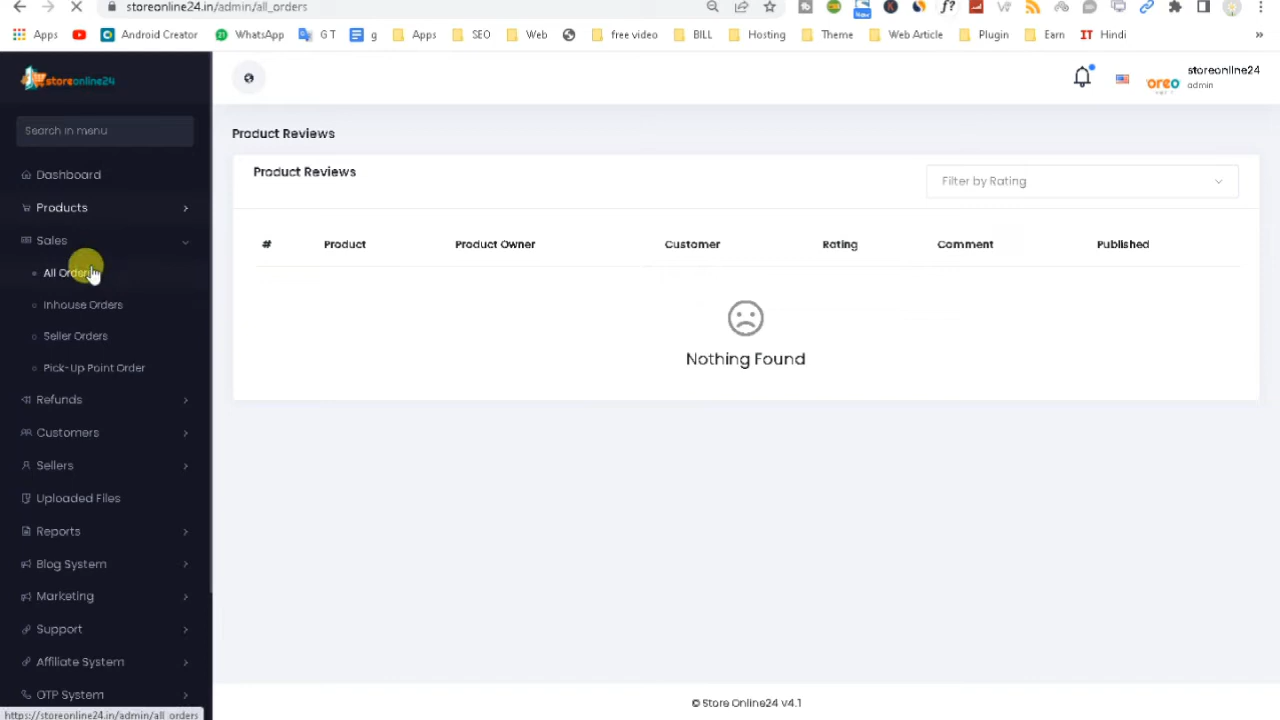 storeonline24.in/admin/all_orders
Apps Android Creator WhatsApp G T g Apps SEO Web free video BILL Hosting Theme Web Article Plugin Earn IT Hindi »
storeonline24
storeonline24
admin
Search in menu
Product Reviews
Dashboard
Products
Sales
All Orders
Inhouse Orders
Seller Orders
Pick-Up Point Order
Refunds
Customers
Sellers
Uploaded Files
Reports
Blog System
Marketing
Support
Affiliate System
OTP System
Product Reviews
Filter by Rating
# Product Product Owner Customer Rating Comment Published
Nothing Found
© Store Online24 v4.1
https://storeonline24.in/admin/all_orders